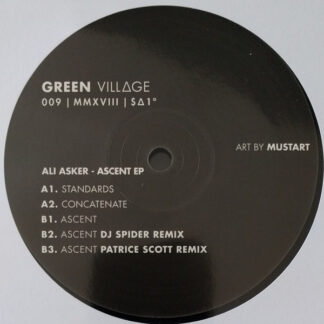 GREEN VILLΔGE
009 | MMXVIII | SΔ1°
ART BY MUSTART
ALI ASKER - ASCENT EP
A1. STANDARDS
A2. CONCATENATE
B1. ASCENT
B2. ASCENT DJ SPIDER REMIX
B3. ASCENT PATRICE SCOTT REMIX